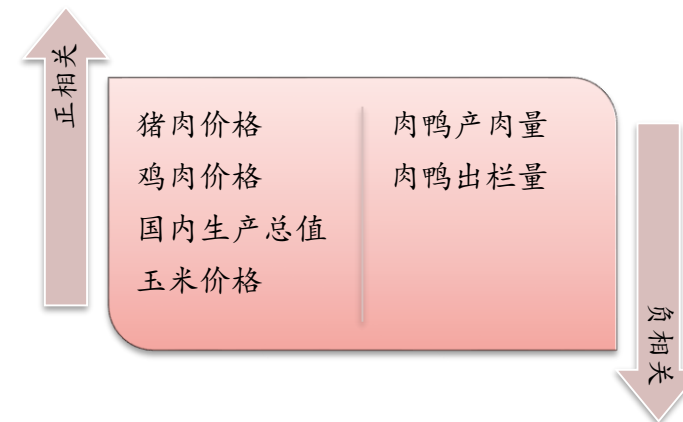 正相关
猪肉价格
鸡肉价格
国内生产总值
玉米价格
肉鸭产肉量
肉鸭出栏量
负相关